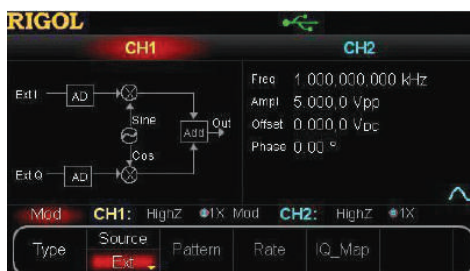 RIGOL
CH1 CH2
Ext I AD Sine Cos Add Out
Ext Q AD
Freq 1.000,000,000 kHz
Ampl 5.000,0 Vpp
Offset 0.000,0 VDC
Phase 0.00 °
Mod CH1: HighZ 1X Mod CH2: HighZ 1X
Type Source Ext Pattern Rate IQ_Map